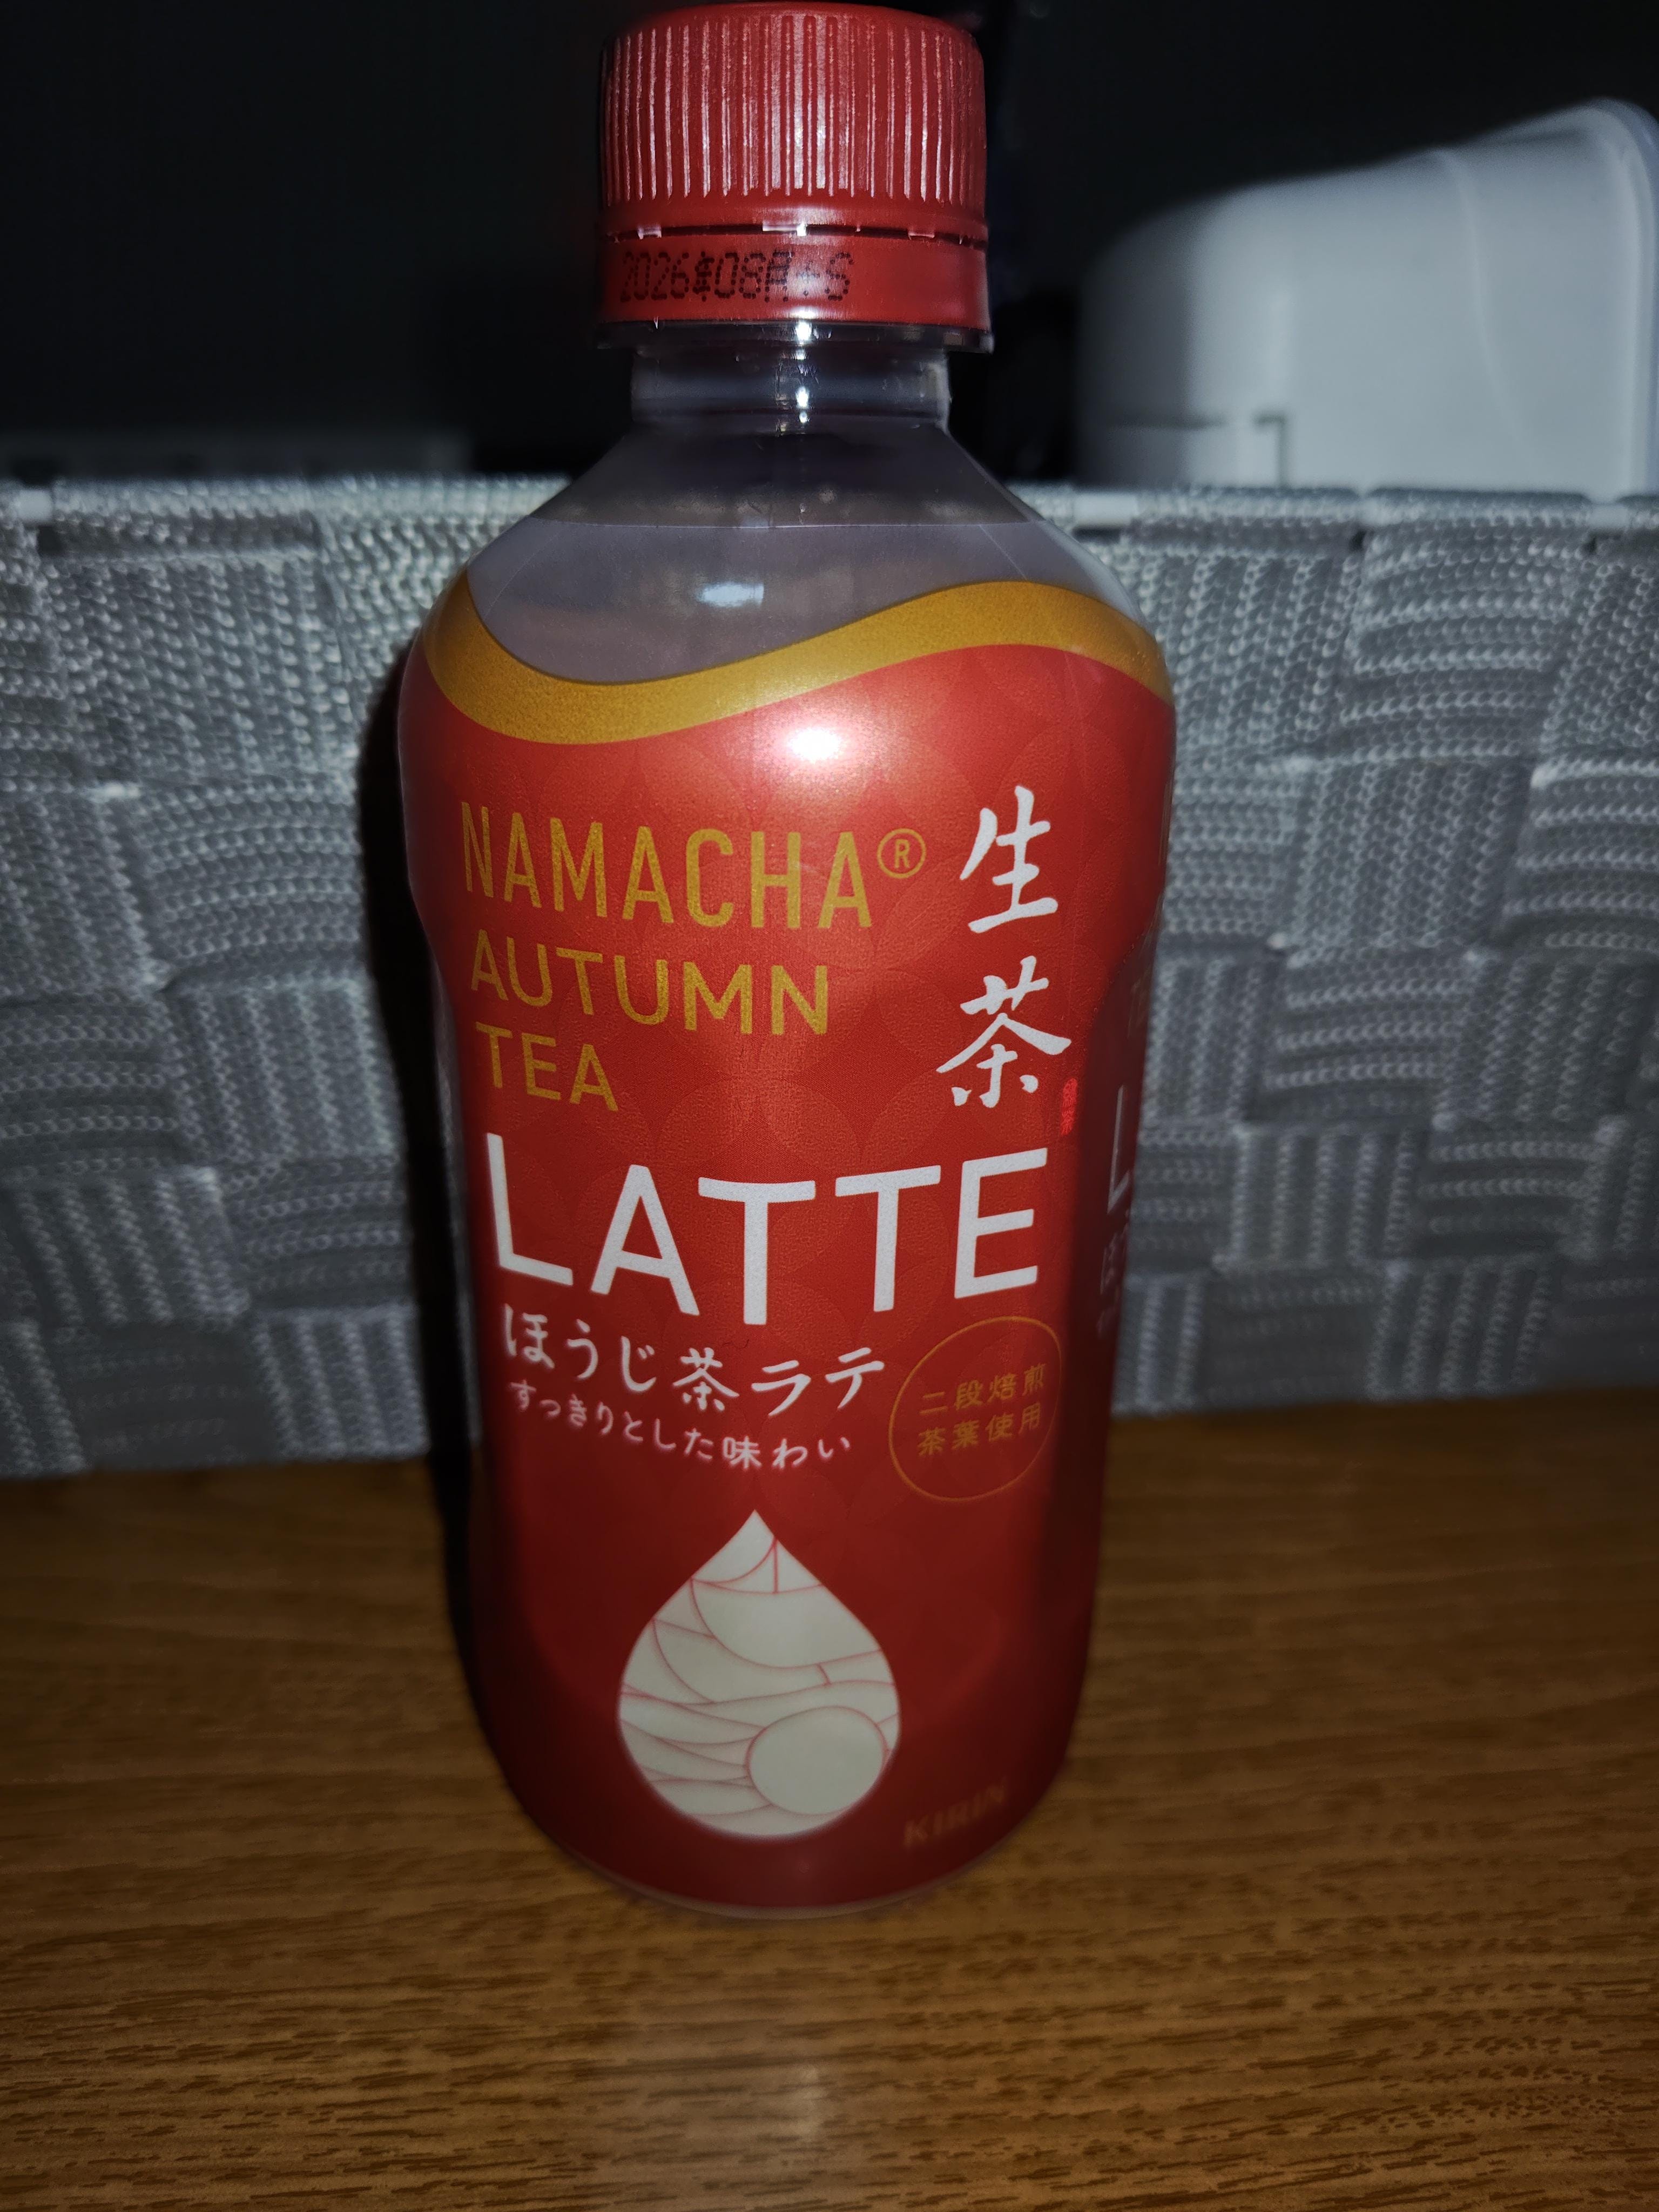 2026年08月
NAMACHA®
AUTUMN
TEA
生茶
LATTE
ほうじ茶ラテ
すっきりとした味わい
二段焙煎
茶葉使用
KIRIN